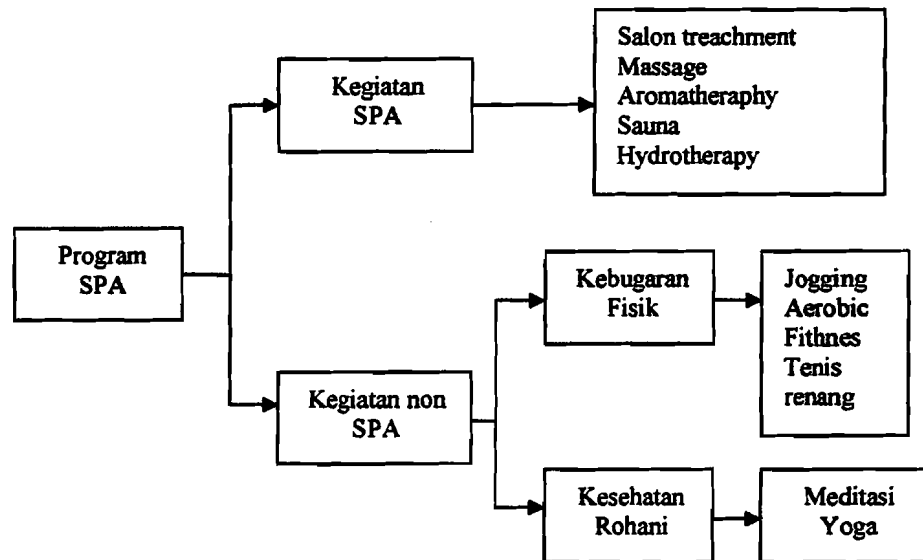 Program
SPA
Kegiatan
SPA
Salon treachment
Massage
Aromatheraphy
Sauna
Hydrotherapy
Kegiatan non
SPA
Kebugaran
Fisik
Jogging
Aerobic
Fithnes
Tenis
renang
Kesehatan
Rohani
Meditasi
Yoga